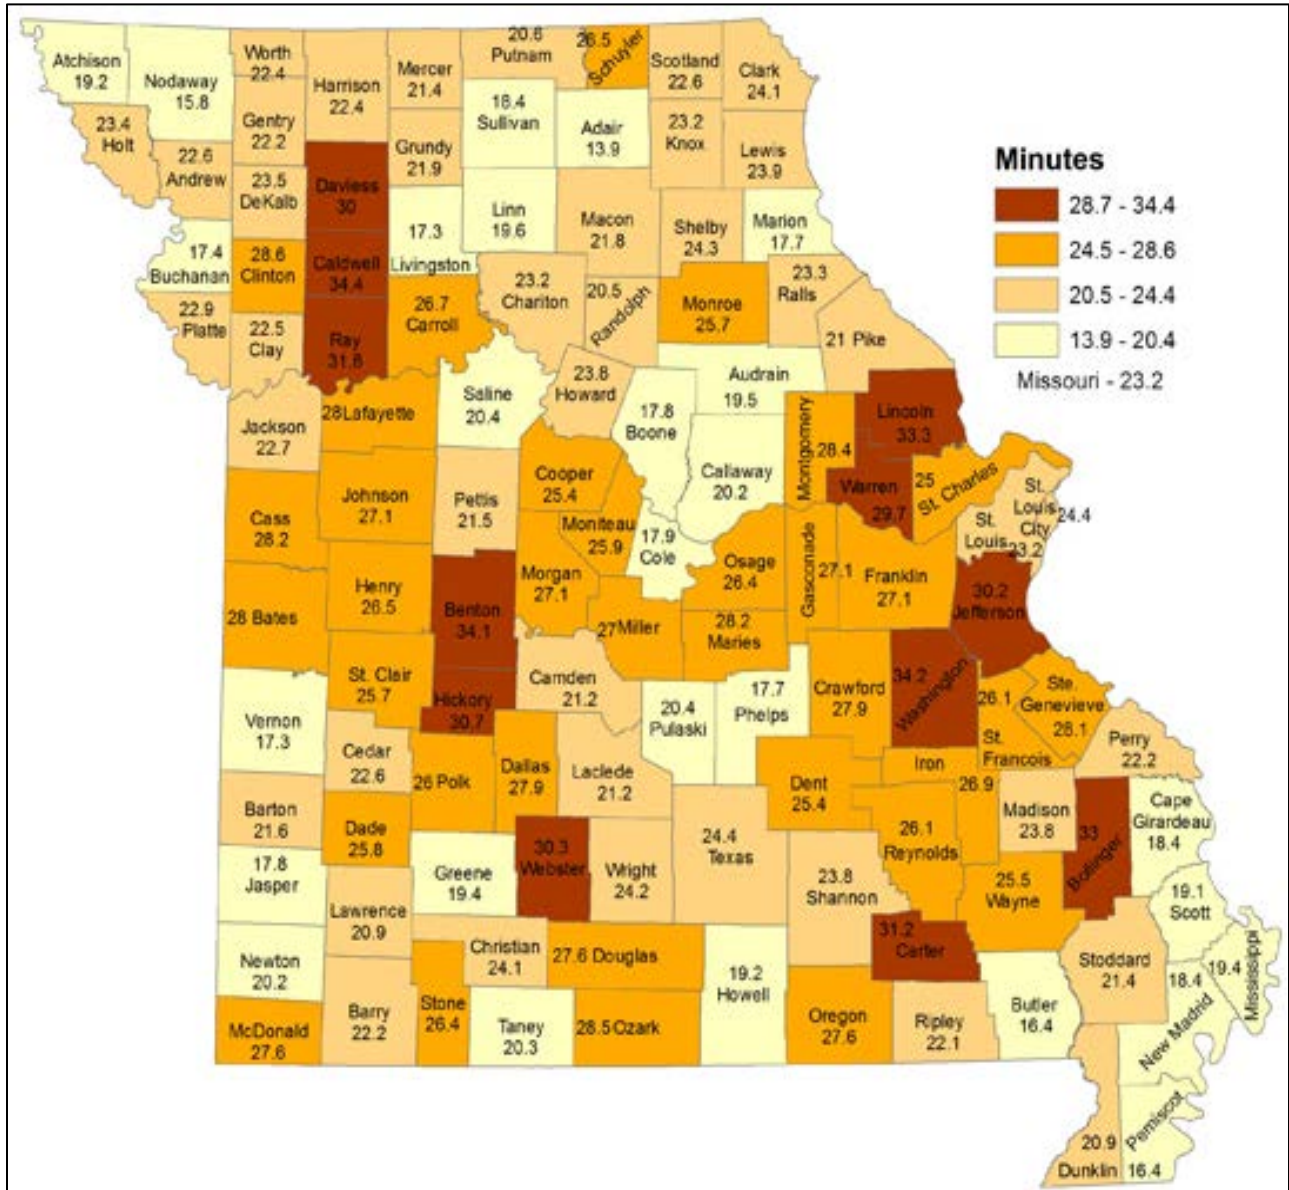 Atchison
19.2
Nodaway
15.8
Worth
22.4
Harrison
22.4
Mercer
21.4
20.6
Putnam
26.5
Schuyler
Scotland
22.6
Clark
24.1
23.4
Holt
22.6
Andrew
Gentry
22.2
23.5
DeKalb
Daviess
30
Grundy
21.9
18.4
Sullivan
Adair
13.9
23.2
Knox
Lewis
23.9
17.4
Buchanan
28.6
Clinton
Caldwell
34.4
17.3
Livingston
Linn
19.6
Macon
21.8
Shelby
24.3
Marion
17.7
22.9
Platte
22.5
Clay
Ray
31.6
26.7
Carroll
23.2
Chariton
20.5
Randolph
Monroe
25.7
23.3
Ralls
21 Pike
Minutes
28.7 - 34.4
24.5 - 28.6
20.5 - 24.4
13.9 - 20.4
Missouri - 23.2
Jackson
22.7
28Lafayette
Saline
20.4
23.8
Howard
17.8
Boone
Audrain
19.5
Callaway
20.2
Montgomery
28.4
Lincoln
33.3
Warren
29.7
25
St. Charles
St.
Louis
City
24.4
St.
Louis
23.2
Cass
28.2
Johnson
27.1
Pettis
21.5
Cooper
25.4
Moniteau
25.9
17.9
Cole
Osage
26.4
Gasconade
27.1
Franklin
27.1
30.2
Jefferson
28 Bates
Henry
26.5
Benton
34.1
Morgan
27.1
27Miller
28.2
Maries
St. Clair
25.7
Hickory
30.7
Camden
21.2
20.4
Pulaski
17.7
Phelps
Crawford
27.9
34.2
Washington
26.1
St.
Francois
Ste.
Genevieve
28.1
Perry
22.2
Vernon
17.3
Cedar
22.6
26 Polk
Dallas
27.9
Laclede
21.2
Dent
25.4
Iron
26.9
Madison
23.8
33
Bollinger
Cape
Girardeau
18.4
Barton
21.6
Dade
25.8
17.8
Jasper
Greene
19.4
30.3
Webster
Wright
24.2
24.4
Texas
23.8
Shannon
26.1
Reynolds
25.5
Wayne
19.1
Scott
Lawrence
20.9
Christian
24.1
27.6 Douglas
19.2
Howell
31.2
Carter
Stoddard
21.4
18.4
New Madrid
19.4
Mississippi
Newton
20.2
McDonald
27.6
Barry
22.2
Stone
26.4
Taney
20.3
28.5Ozark
Oregon
27.6
Ripley
22.1
Butler
16.4
20.9
Dunklin
Pemiscot
16.4